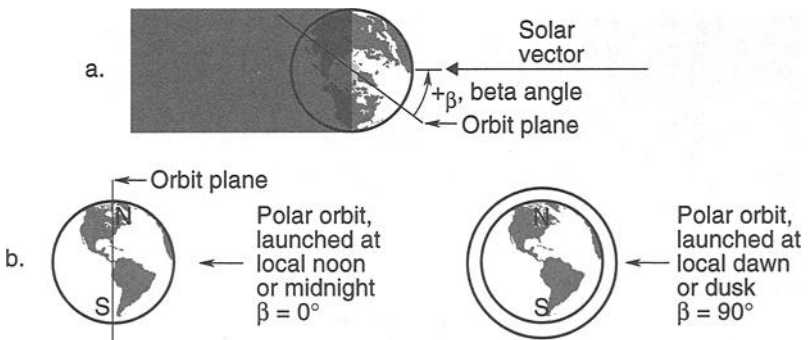 a.
Solar
vector
+β, beta angle
Orbit plane
b.
Orbit plane
N
S
Polar orbit,
launched at
local noon
or midnight
β = 0°
N
S
Polar orbit,
launched at
local dawn
or dusk
β = 90°